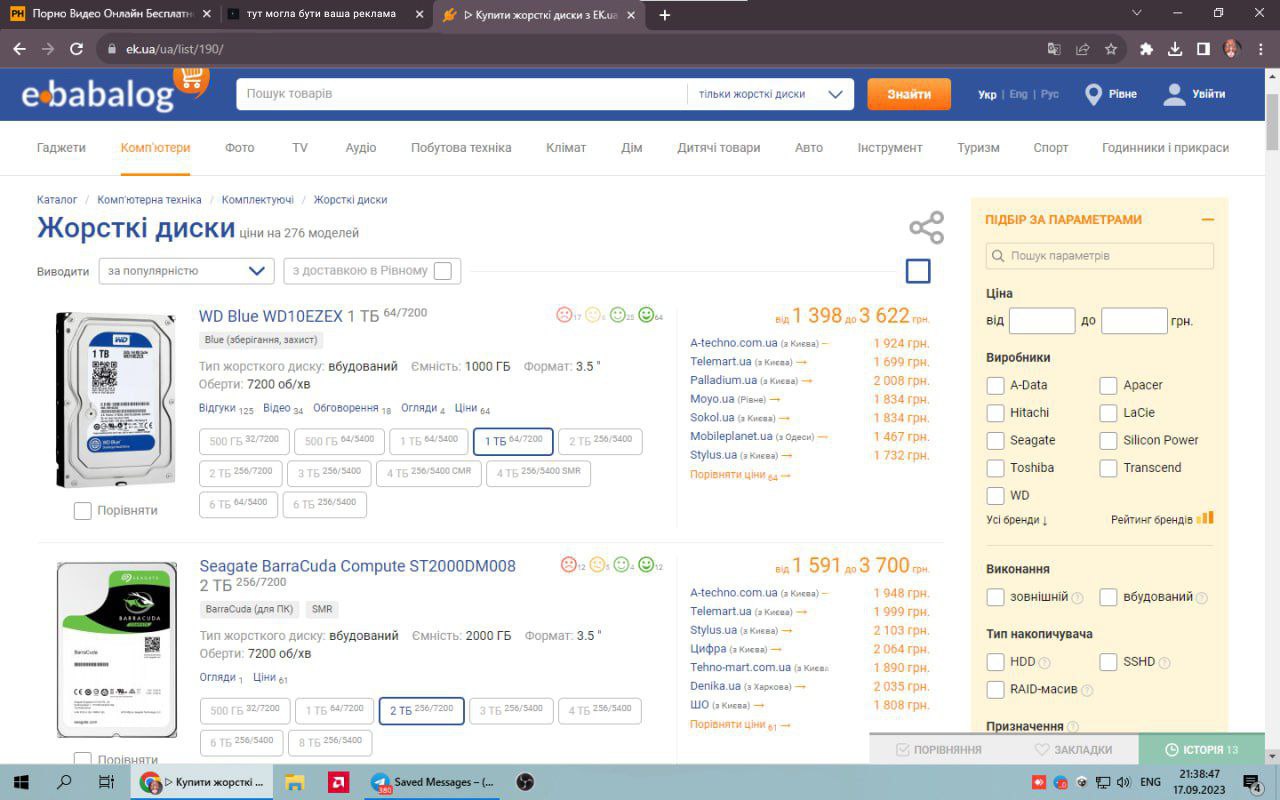 Порно Видео Онлайн Бесплатн
тут могла бути ваша реклама
▷ Купити жорсткі диски з EK.ua
ek.ua/ua/list/190/
e•babalog
Пошук товарів
тільки жорсткі диски
Знайти
Укр | Eng | Рус
Рівне
Увійти
Гаджети
Комп'ютери
Фото
TV
Аудіо
Побутова техніка
Клімат
Дім
Дитячі товари
Авто
Інструмент
Туризм
Спорт
Годинники і прикраси
Каталог / Комп'ютерна техніка / Комплектуючі / Жорсткі диски
Жорсткі диски ціни на 276 моделей
Виводити
за популярністю
з доставкою в Рівному
WD
1 TB
WD Blue
Порівняти
WD Blue WD10EZEX 1 ТБ 64/7200
17 25 64
Blue (зберігання, захист)
Тип жорсткого диску: вбудований Ємність: 1000 ГБ Формат: 3.5 "
Оберти: 7200 об/хв
Відгуки 125 Відео 34 Обговорення 18 Огляди 4 Ціни 64
500 ГБ 32/7200
500 ГБ 64/5400
1 ТБ 64/5400
1 ТБ 64/7200
2 ТБ 256/5400
2 ТБ 256/7200
3 ТБ 256/5400
4 ТБ 256/5400 CMR
4 ТБ 256/5400 SMR
6 ТБ 64/5400
6 ТБ 256/5400
від 1 398 до 3 622 грн.
A-techno.com.ua (з Києва) 1 924 грн.
Telemart.ua (з Києва) → 1 699 грн.
Palladium.ua (з Києва) → 2 008 грн.
Moyo.ua (Рівне) → 1 834 грн.
Sokol.ua (з Києва) → 1 834 грн.
Mobileplanet.ua (з Одеси) → 1 467 грн.
Stylus.ua (з Києва) → 1 732 грн.
Порівняти ціни 64 →
SEAGATE
BARRACUDA
BarraCuda
seagate.com
Порівняти
Seagate BarraCuda Compute ST2000DM008
2 ТБ 256/7200
12 5 4 12
BarraCuda (для ПК)
SMR
Тип жорсткого диску: вбудований Ємність: 2000 ГБ Формат: 3.5 "
Оберти: 7200 об/хв
Огляди 1 Ціни 61
500 ГБ 32/7200
1 ТБ 64/7200
2 ТБ 256/7200
3 ТБ 256/5400
4 ТБ 256/5400
6 ТБ 256/5400
8 ТБ 256/5400
від 1 591 до 3 700 грн.
A-techno.com.ua (з Києва) 1 948 грн.
Telemart.ua (з Києва) → 1 999 грн.
Stylus.ua (з Києва) → 2 103 грн.
Цифра (з Києва) → 2 064 грн.
Tehno-mart.com.ua (з Києва 1 890 грн.
Denika.ua (з Харкова) → 2 035 грн.
ШО (з Києва) → 1 808 грн.
Порівняти ціни 61 →
ПІДБІР ЗА ПАРАМЕТРАМИ
Пошук параметрів
Ціна
від до грн.
Виробники
A-Data
Apacer
Hitachi
LaCie
Seagate
Silicon Power
Toshiba
Transcend
WD
Усі бренди ↓
Рейтинг брендів
Виконання
зовнішній ?
вбудований ?
Тип накопичувача
HDD ?
SSHD ?
RAID-масив ?
Призначення ?
ПОРІВНЯННЯ
ЗАКЛАДКИ
ІСТОРІЯ 13
▷ Купити жорсткі ...
380
Saved Messages – (...
ENG
21:38:47
17.09.2023
4